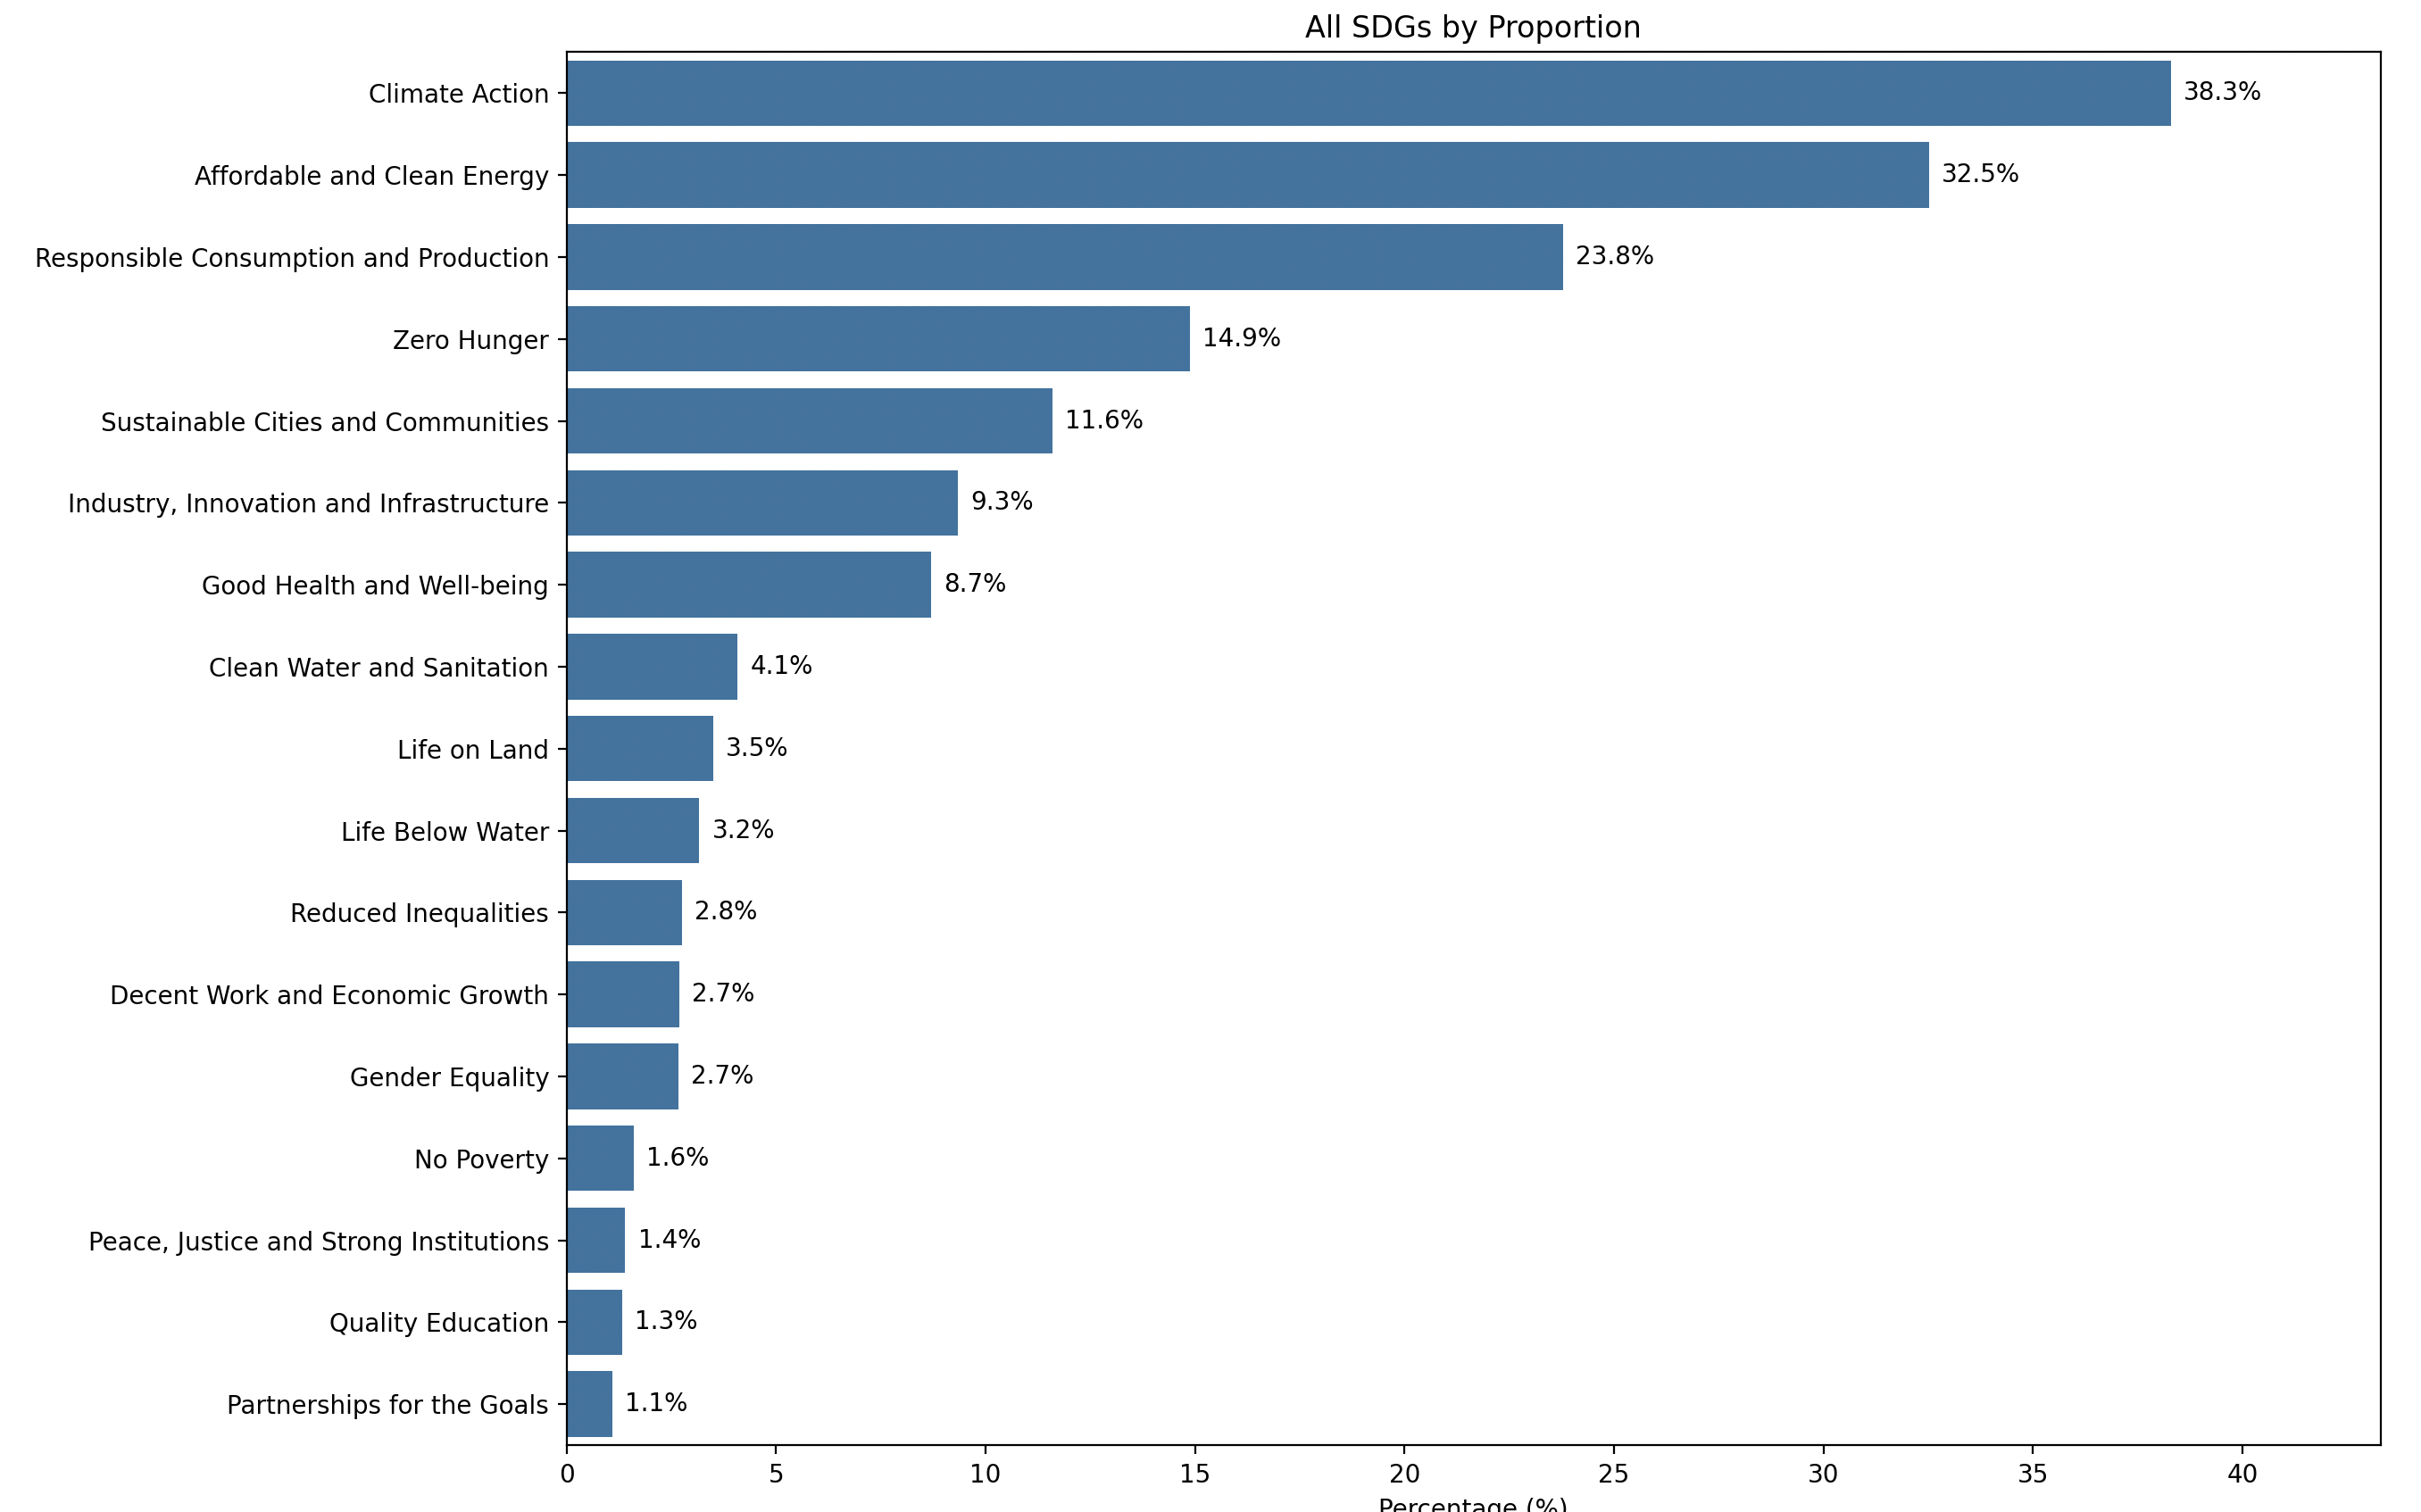 All SDGs by Proportion
Climate Action 38.3%
Affordable and Clean Energy 32.5%
Responsible Consumption and Production 23.8%
Zero Hunger 14.9%
Sustainable Cities and Communities 11.6%
Industry, Innovation and Infrastructure 9.3%
Good Health and Well-being 8.7%
Clean Water and Sanitation 4.1%
Life on Land 3.5%
Life Below Water 3.2%
Reduced Inequalities 2.8%
Decent Work and Economic Growth 2.7%
Gender Equality 2.7%
No Poverty 1.6%
Peace, Justice and Strong Institutions 1.4%
Quality Education 1.3%
Partnerships for the Goals 1.1%
0 5 10 15 20 25 30 35 40
Percentage (%)